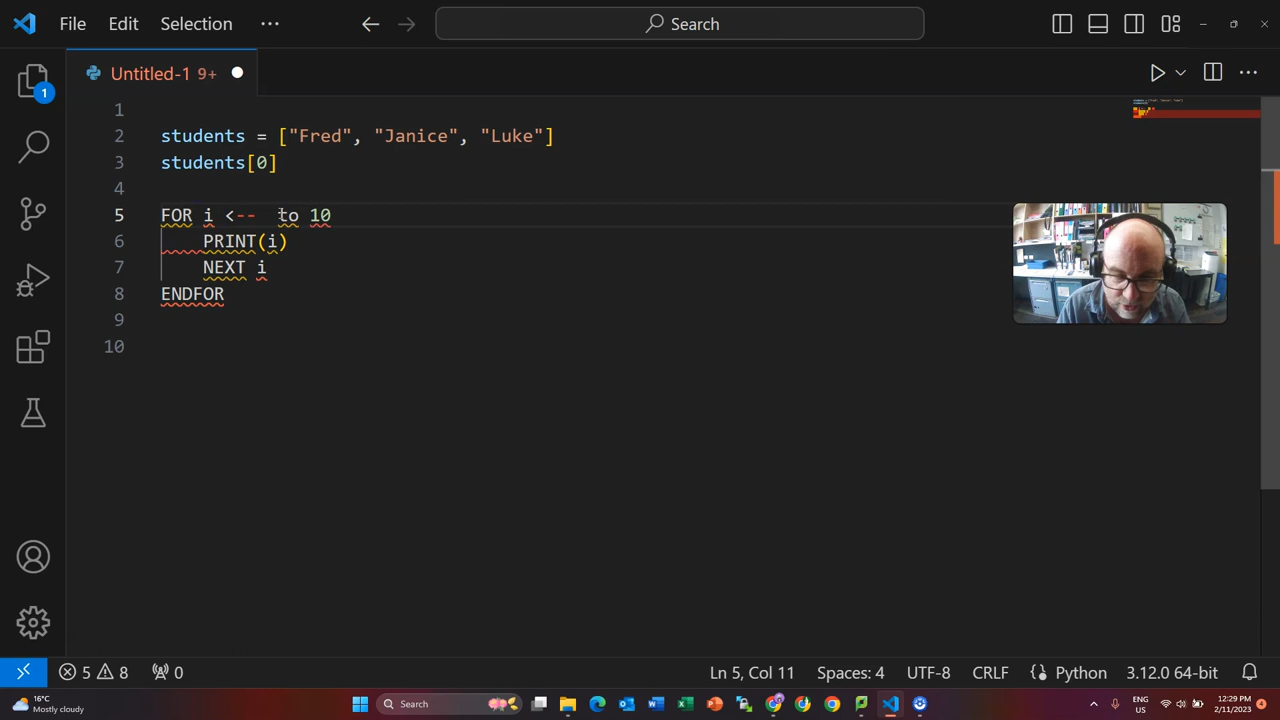 File Edit Selection ··· Search
Untitled-1 9+
1
1
2 students = ["Fred", "Janice", "Luke"]
3 students[0]
4
5 FOR i <--  to 10
6     PRINT(i)
7     NEXT i
8 ENDFOR
9
10
5 8 0 Ln 5, Col 11 Spaces: 4 UTF-8 CRLF Python 3.12.0 64-bit
16°C
Mostly cloudy
Search
ENG
US
12:29 PM
2/11/2023